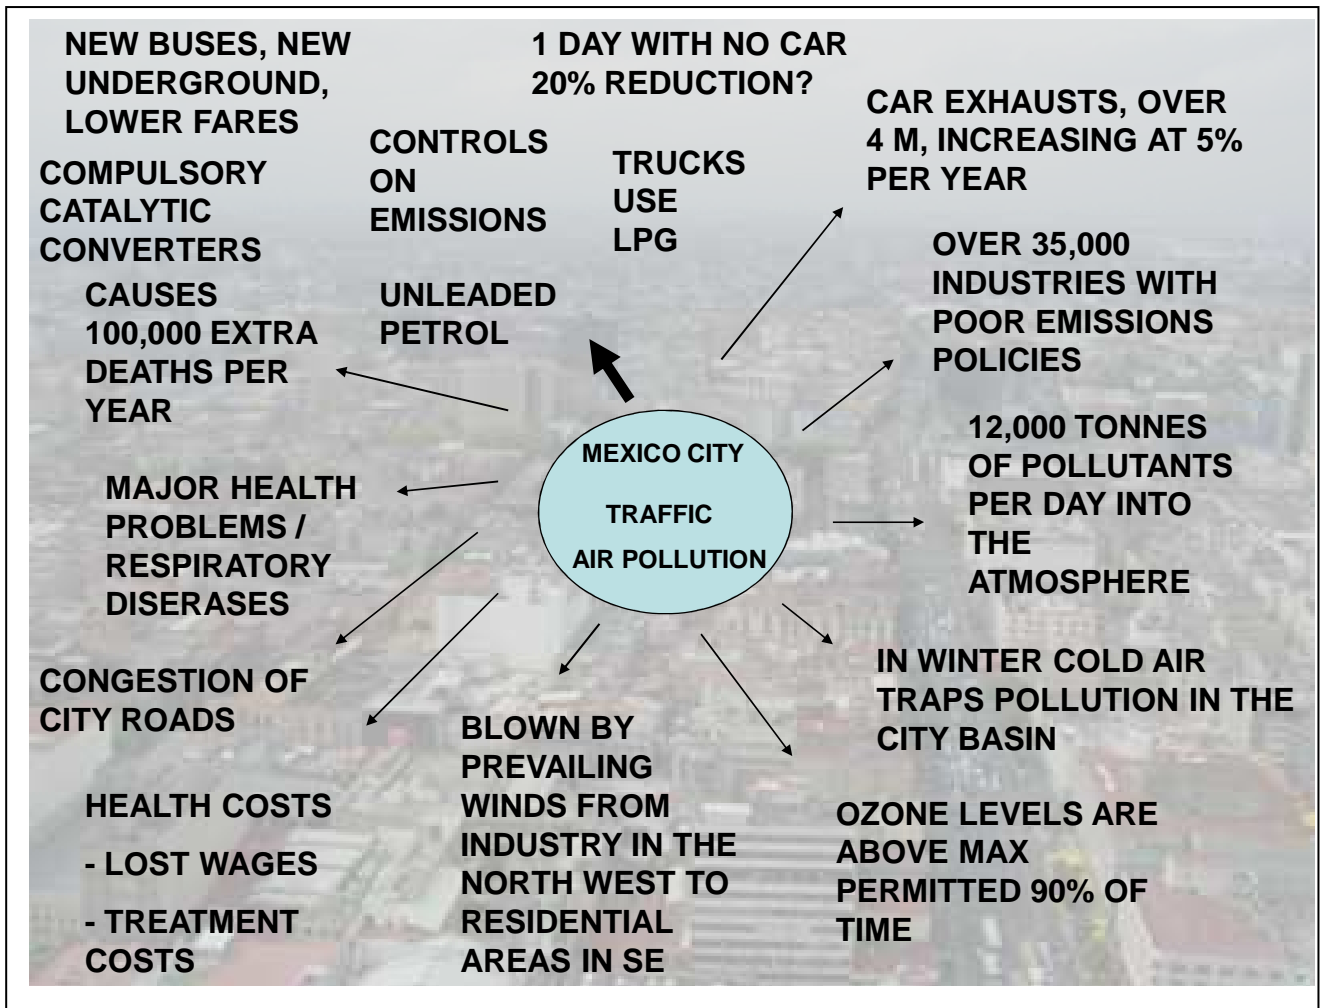 NEW BUSES, NEW
UNDERGROUND,
LOWER FARES
1 DAY WITH NO CAR
20% REDUCTION?
CAR EXHAUSTS, OVER
4 M, INCREASING AT 5%
PER YEAR
COMPULSORY
CATALYTIC
CONVERTERS
CONTROLS
ON
EMISSIONS
TRUCKS
USE
LPG
OVER 35,000
INDUSTRIES WITH
POOR EMISSIONS
POLICIES
CAUSES
100,000 EXTRA
DEATHS PER
YEAR
UNLEADED
PETROL
MEXICO CITY
TRAFFIC
AIR POLLUTION
12,000 TONNES
OF POLLUTANTS
PER DAY INTO
THE
ATMOSPHERE
MAJOR HEALTH
PROBLEMS /
RESPIRATORY
DISERASES
CONGESTION OF
CITY ROADS
IN WINTER COLD AIR
TRAPS POLLUTION IN THE
CITY BASIN
HEALTH COSTS
- LOST WAGES
- TREATMENT
COSTS
BLOWN BY
PREVAILING
WINDS FROM
INDUSTRY IN THE
NORTH WEST TO
RESIDENTIAL
AREAS IN SE
OZONE LEVELS ARE
ABOVE MAX
PERMITTED 90% OF
TIME